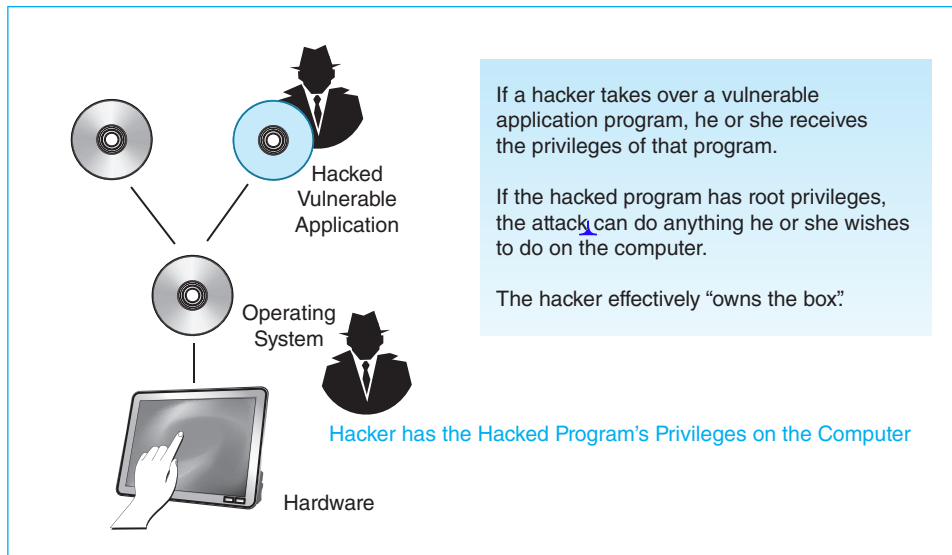 If a hacker takes over a vulnerable
application program, he or she receives
the privileges of that program.
If the hacked program has root privileges,
the attack can do anything he or she wishes
to do on the computer.
The hacker effectively “owns the box”.
Hacked
Vulnerable
Application
Operating
System
Hacker has the Hacked Program’s Privileges on the Computer
Hardware